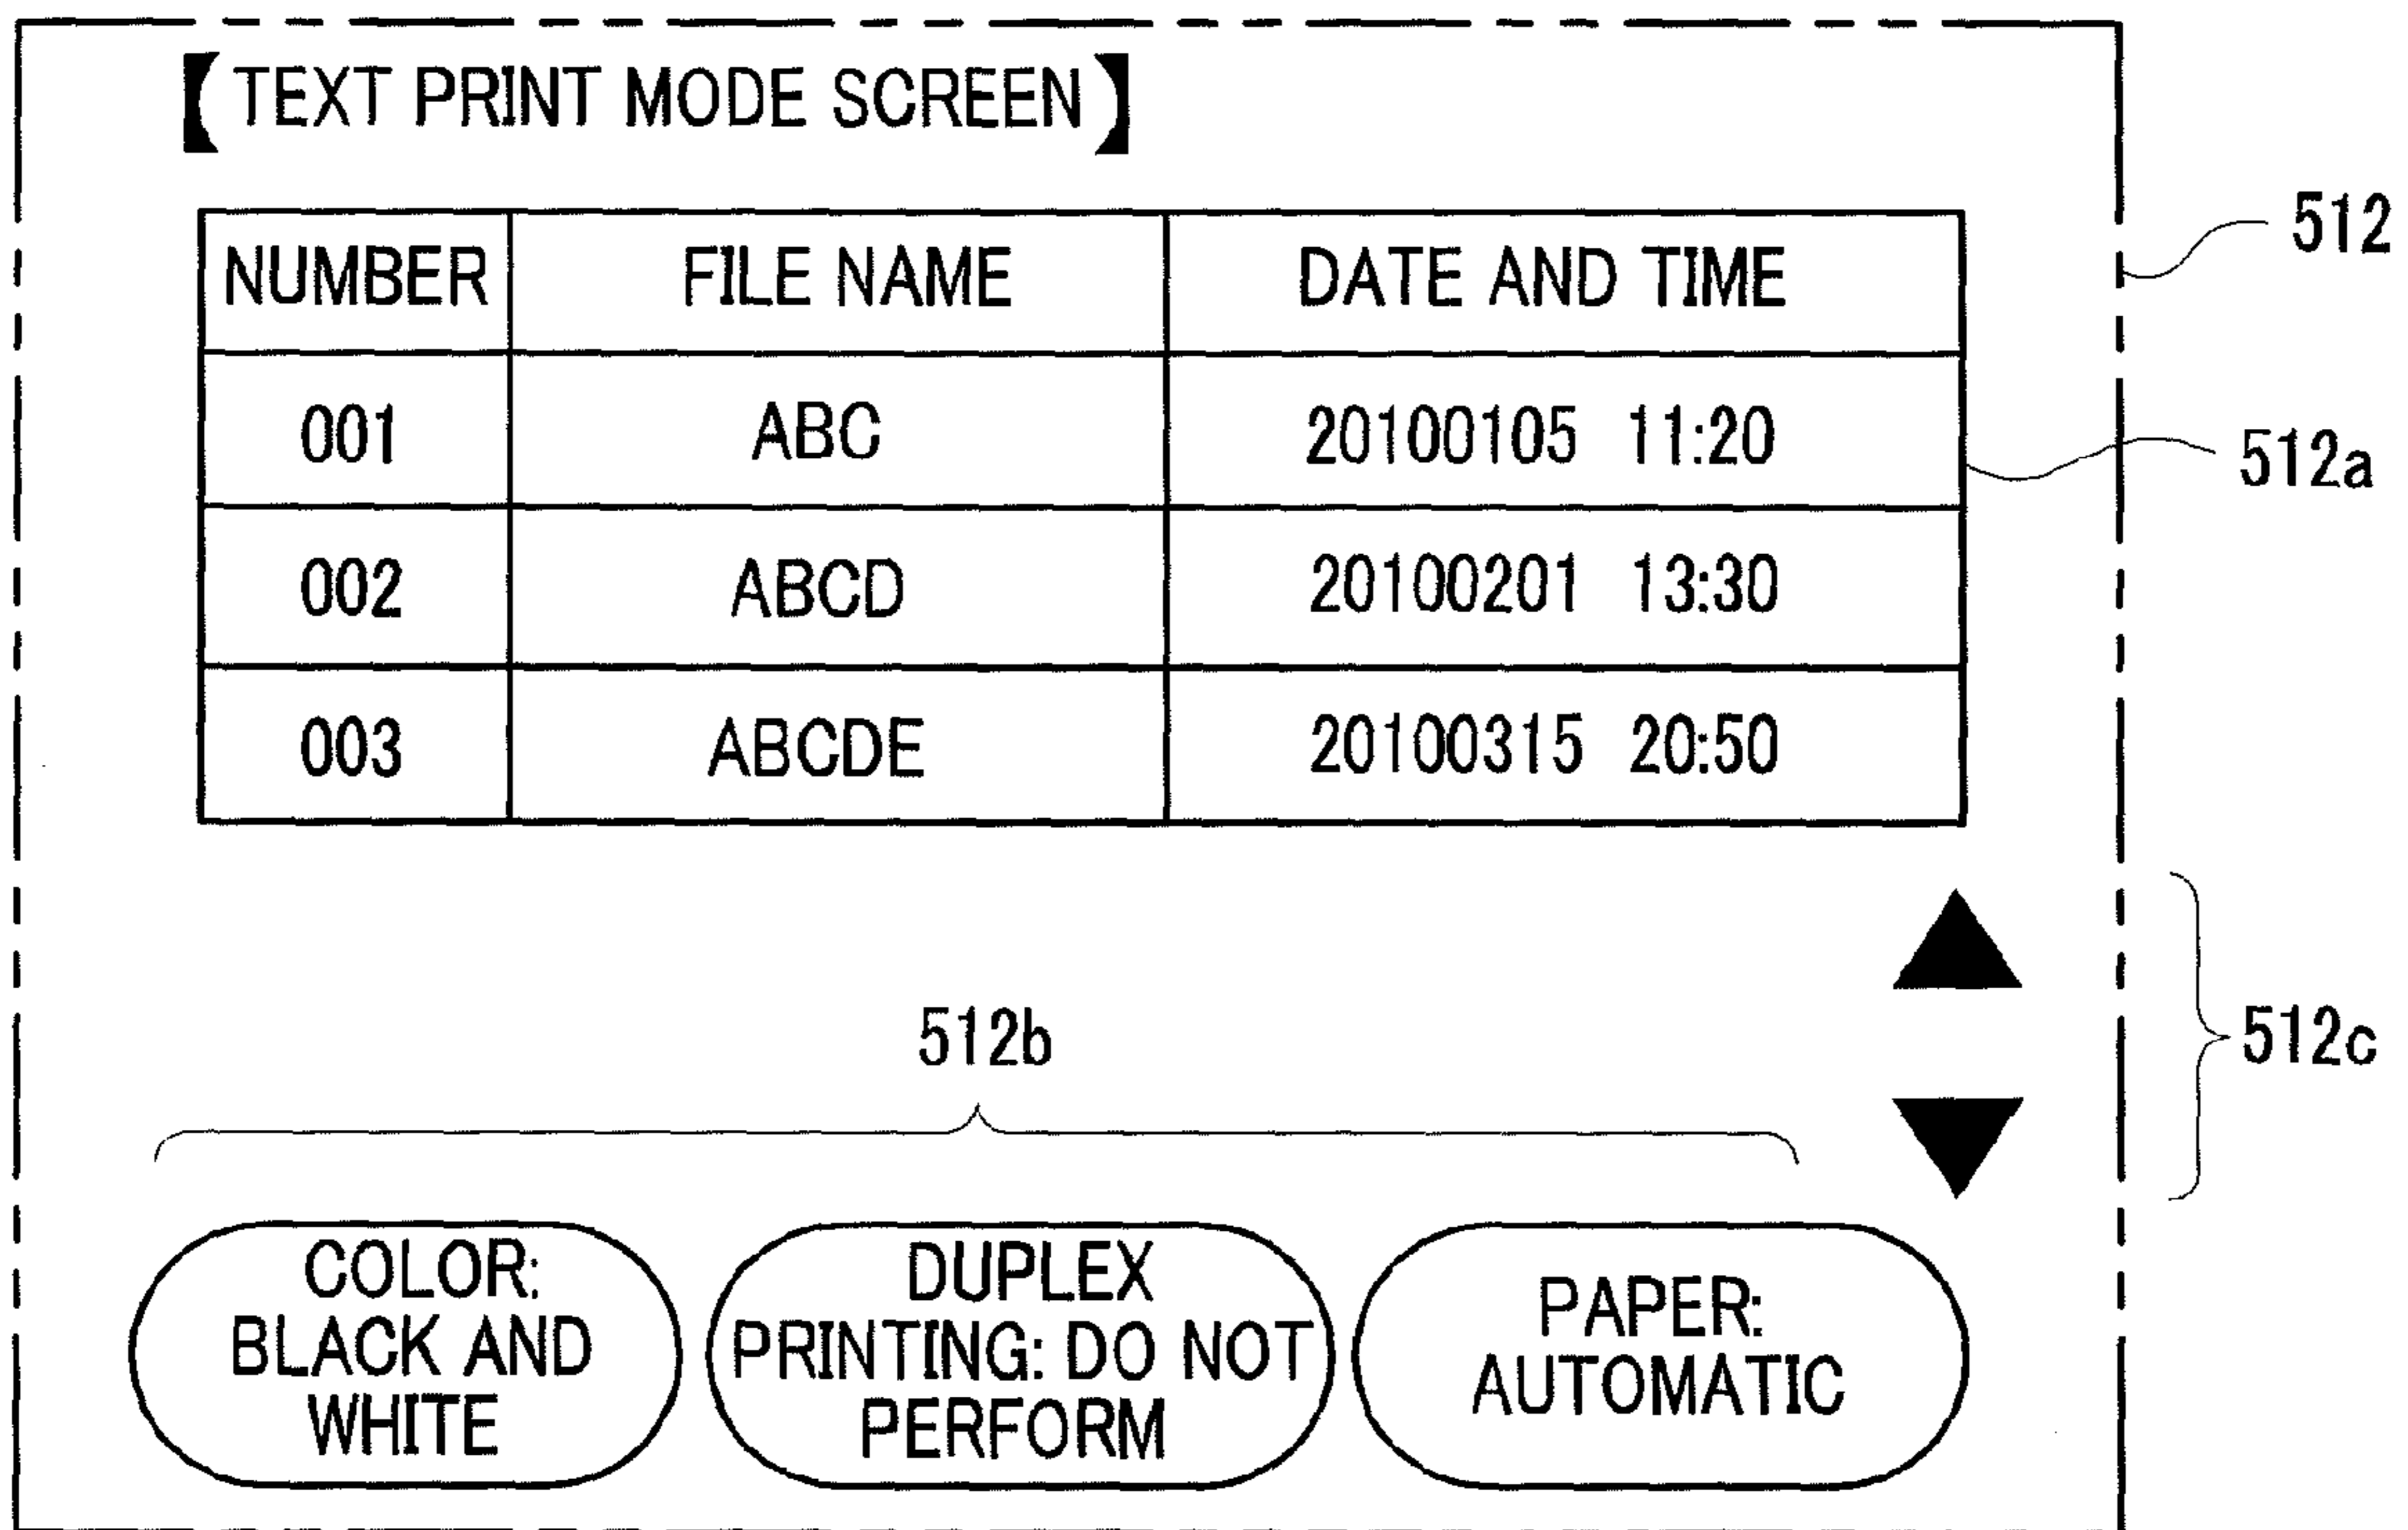 【TEXT PRINT MODE SCREEN】
512
NUMBER FILE NAME DATE AND TIME
001 ABC 20100105 11:20
512a
002 ABCD 20100201 13:30
003 ABCDE 20100315 20:50
512b
512c
COLOR:
BLACK AND
WHITE
DUPLEX
PRINTING: DO NOT
PERFORM
PAPER:
AUTOMATIC